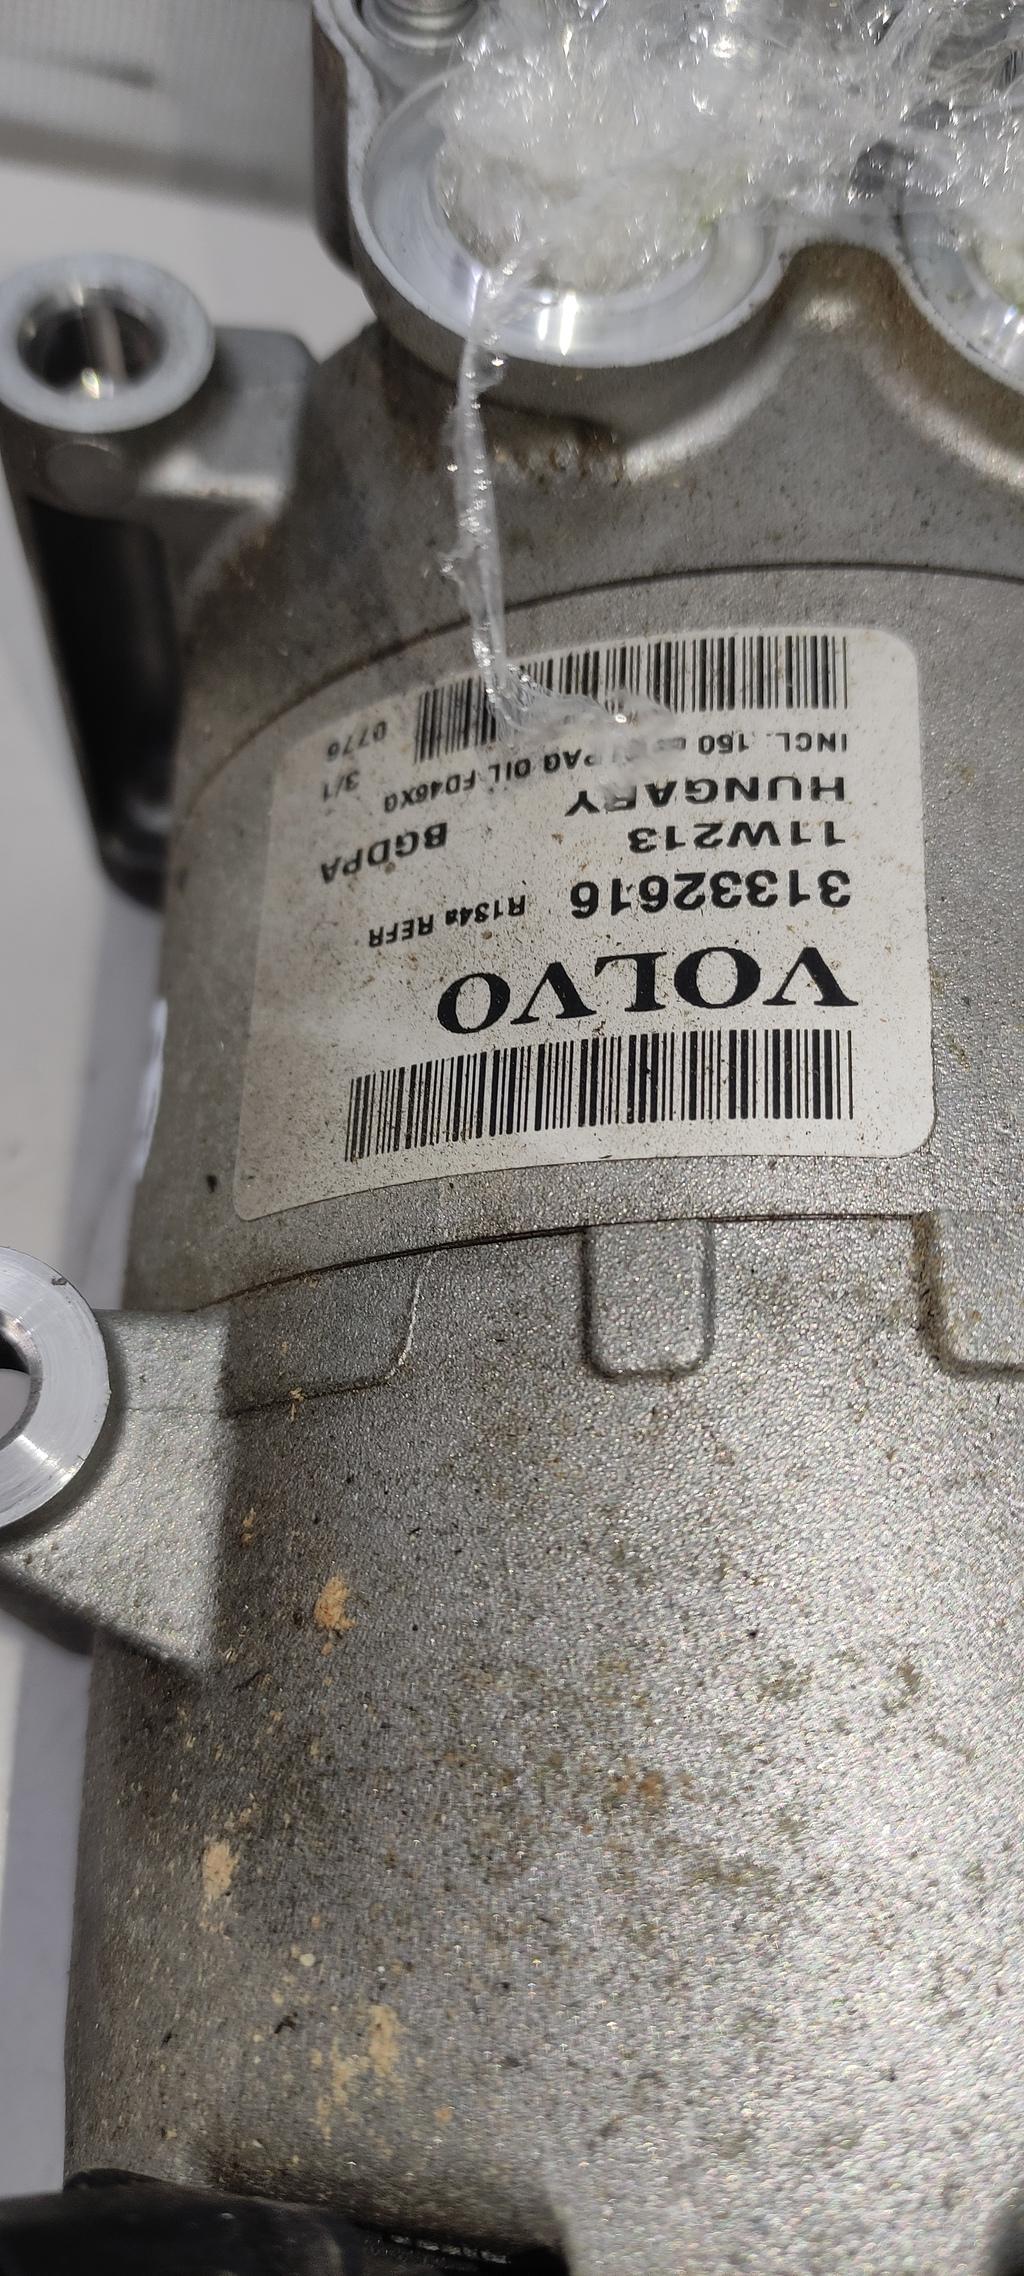 VOLVO
31332616 R134a REFR
11W213 BGDPA
HUNGARY 3/1
INCL. 150 PAG OIL FD46XG
0776